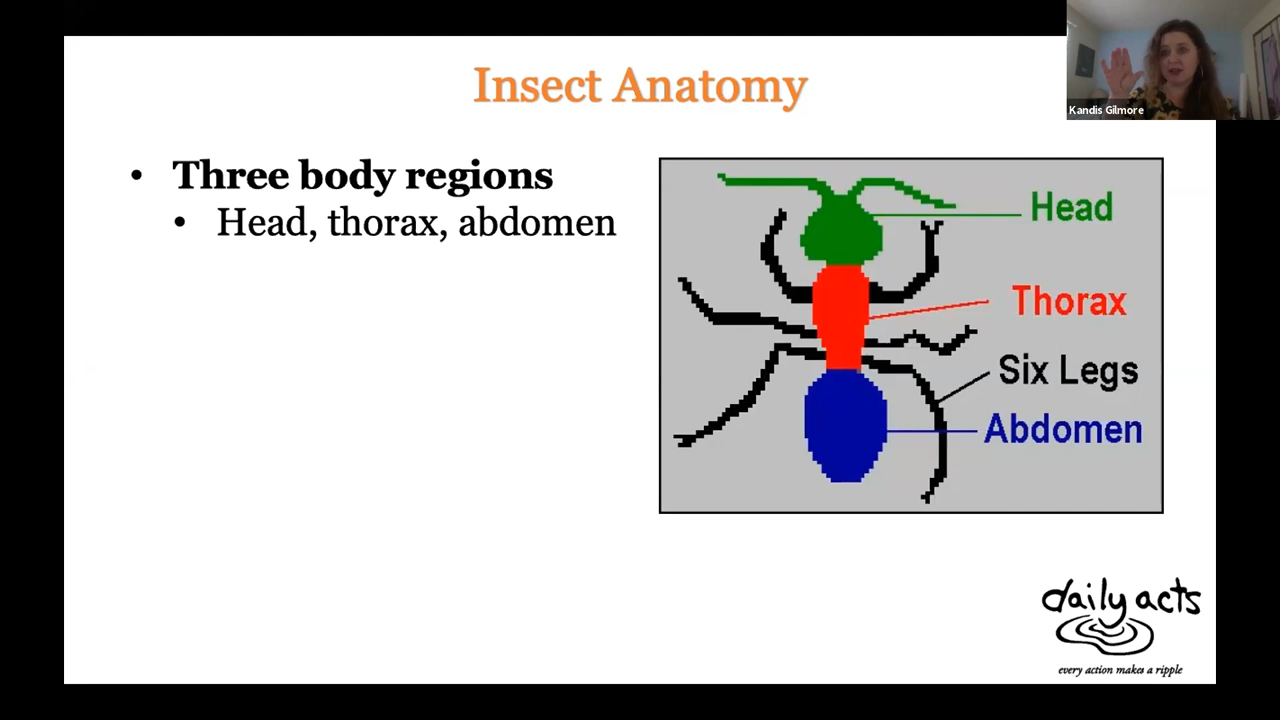 Insect Anatomy
Kandis Gilmore
• Three body regions
• Head, thorax, abdomen
Head
Thorax
Six Legs
Abdomen
daily acts
every action makes a ripple